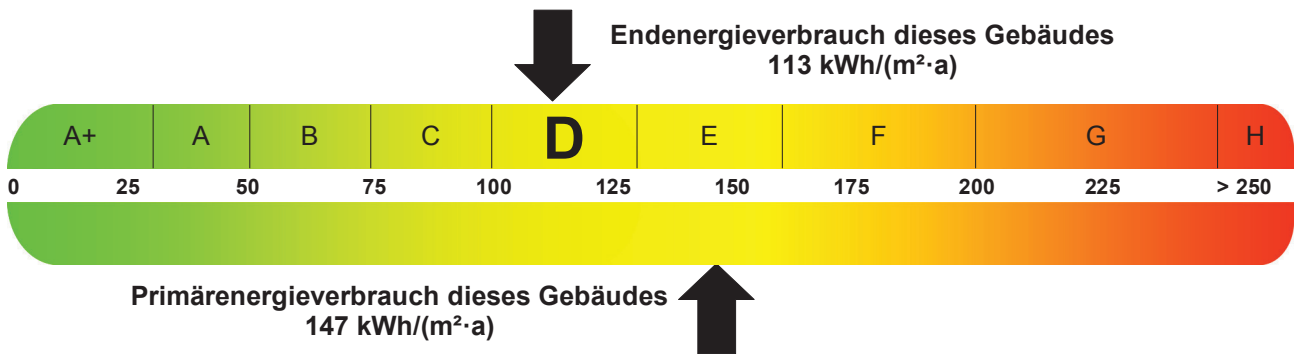 Endenergieverbrauch dieses Gebäudes
113 kWh/(m²·a)
A+ A B C D E F G H
0 25 50 75 100 125 150 175 200 225 > 250
Primärenergieverbrauch dieses Gebäudes
147 kWh/(m²·a)